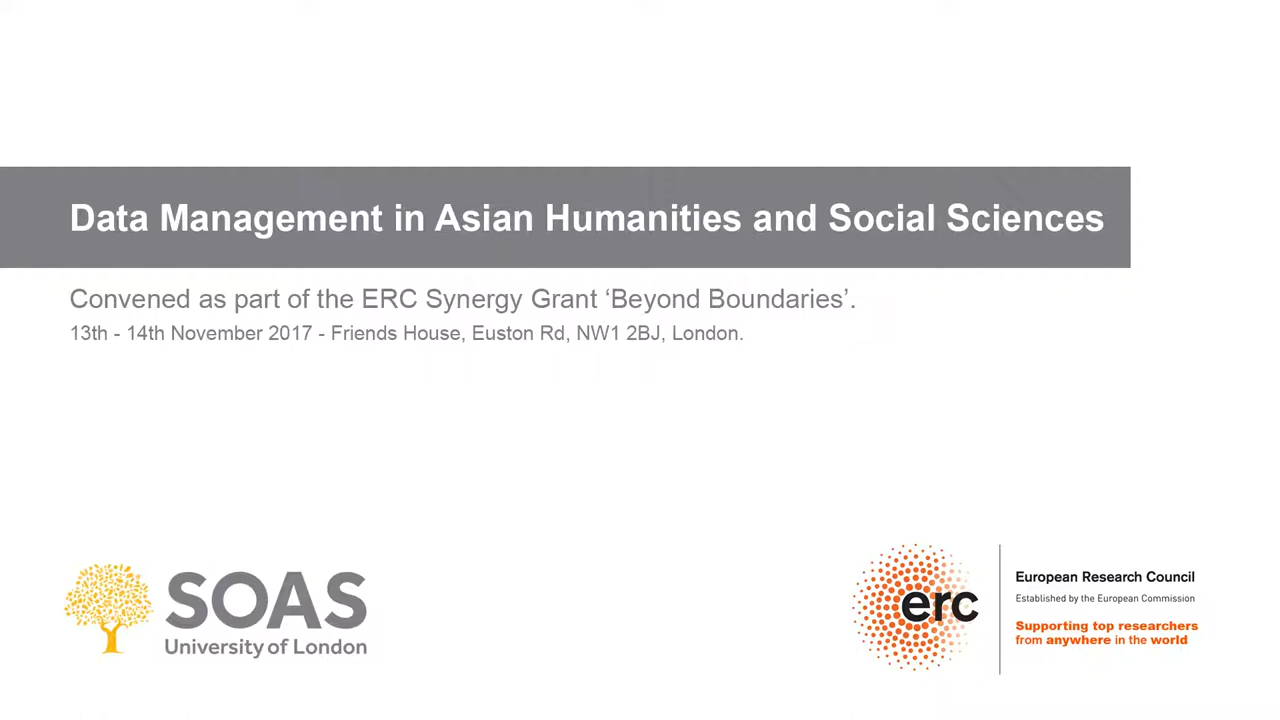 Data Management in Asian Humanities and Social Sciences
Convened as part of the ERC Synergy Grant ‘Beyond Boundaries’.
13th - 14th November 2017 - Friends House, Euston Rd, NW1 2BJ, London.
SOAS
University of London
erc
European Research Council
Established by the European Commission
Supporting top researchers
from anywhere in the world